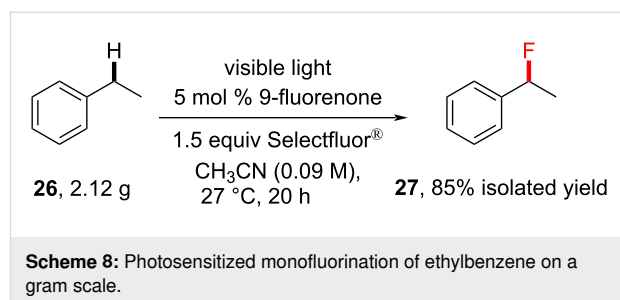 H
F
visible light
5 mol % 9-fluorenone
1.5 equiv Selectfluor®
CH₃CN (0.09 M),
27 °C, 20 h
26, 2.12 g
27, 85% isolated yield
Scheme 8: Photosensitized monofluorination of ethylbenzene on a
gram scale.